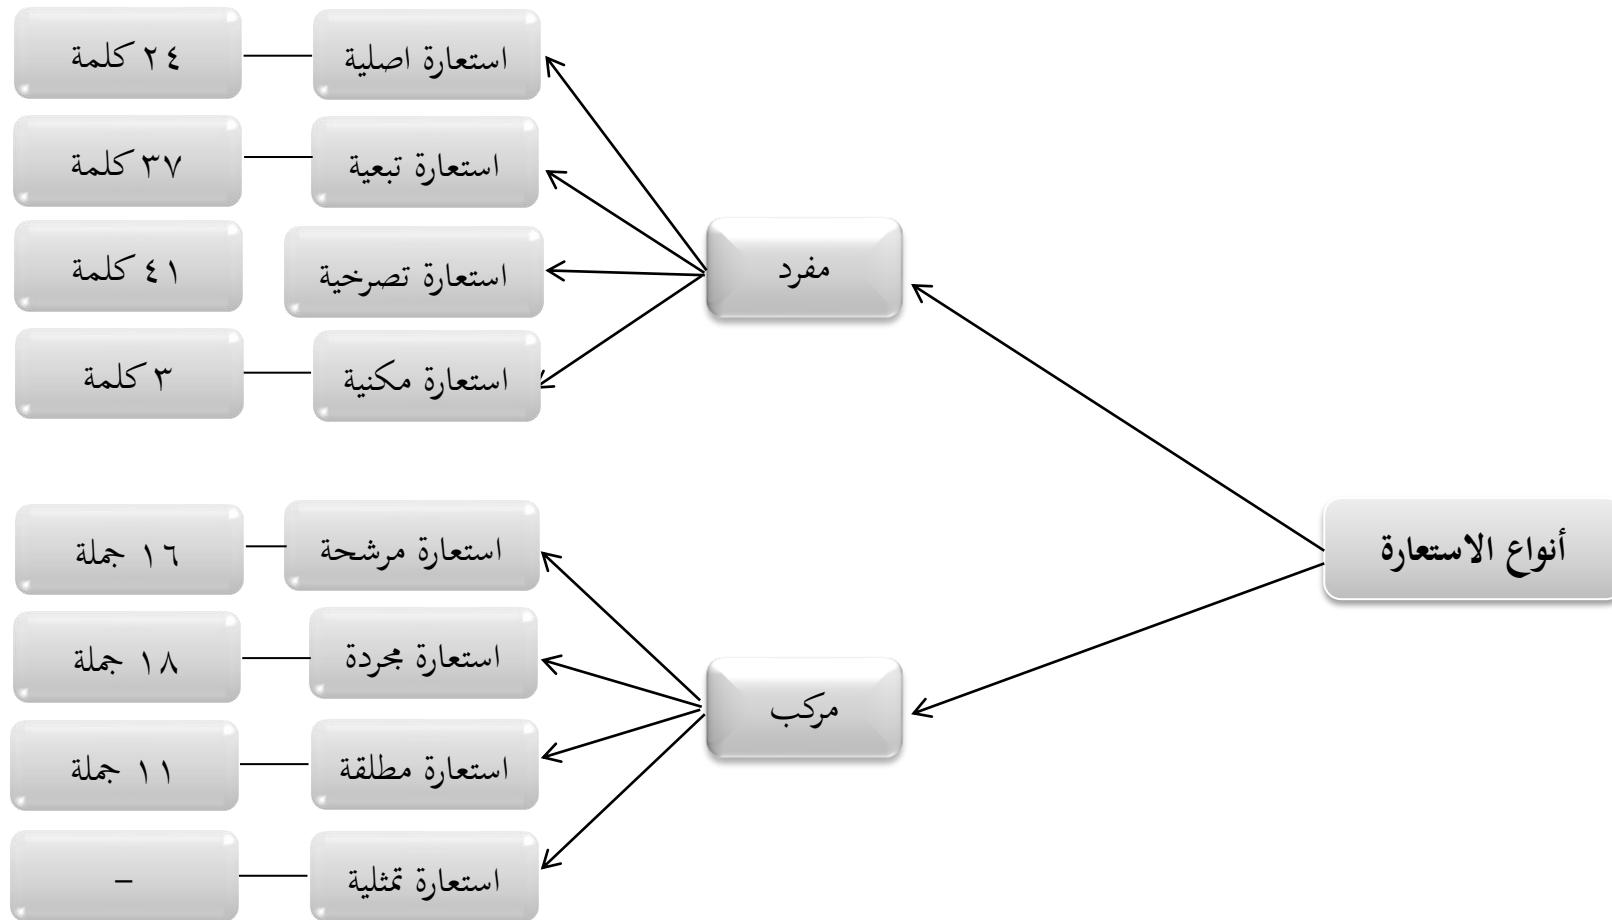 أنواع الاستعارة
مفرد
استعارة اصلية
٢٤ كلمة
استعارة تبعية
٣٧ كلمة
استعارة تصرخية
٤١ كلمة
استعارة مكنية
٣ كلمة
مركب
استعارة مرشحة
١٦ جملة
استعارة مجردة
١٨ جملة
استعارة مطلقة
١١ جملة
استعارة تمثلية
–